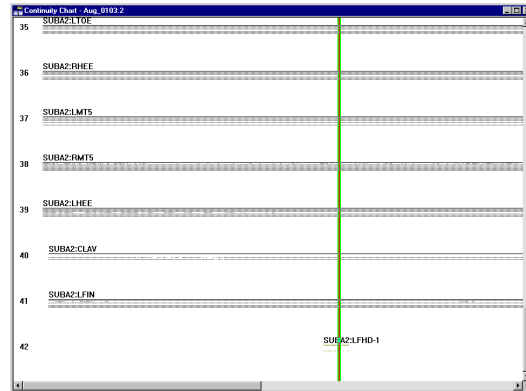 Continuity Chart - Aug_0103:2
35 SUBA2:LTOE
36 SUBA2:RHEE
37 SUBA2:LMT5
38 SUBA2:RMT5
39 SUBA2:LHEE
40 SUBA2:CLAV
41 SUBA2:LFIN
42 SUBA2:LFHD-1